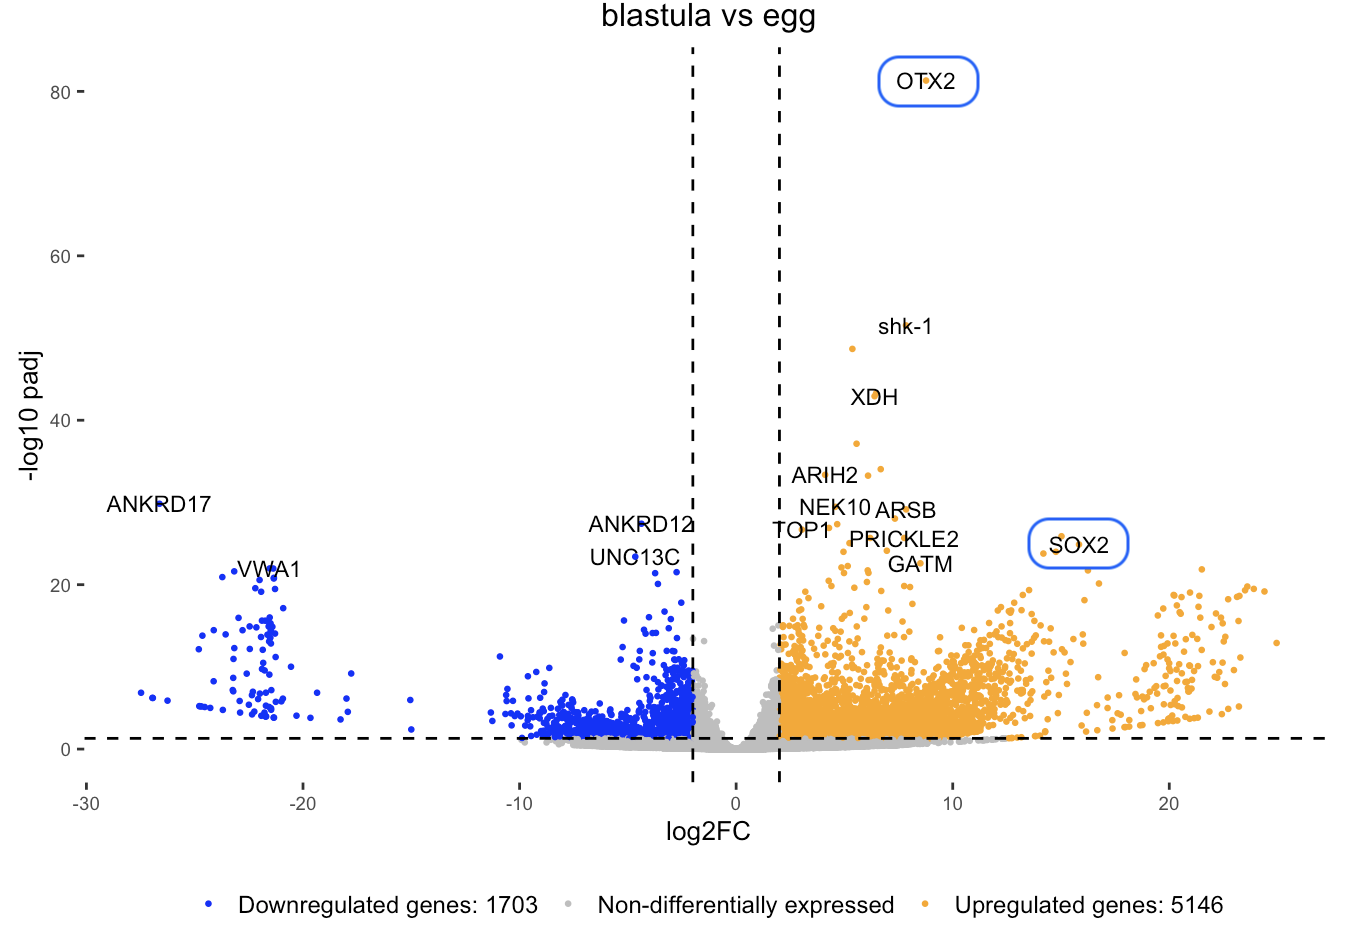 blastula vs egg
OTX2
80
shk-1
60
XDH
40
-log10 padj
ARIH2
ANKRD17
NEK10
ARSB
ANKRD12
TOP1
PRICKLE2
SOX2
UNC13C
GATM
VWA1
20
0
-30
-20
-10
0
10
20
log2FC
Downregulated genes: 1703
Non-differentially expressed
Upregulated genes: 5146